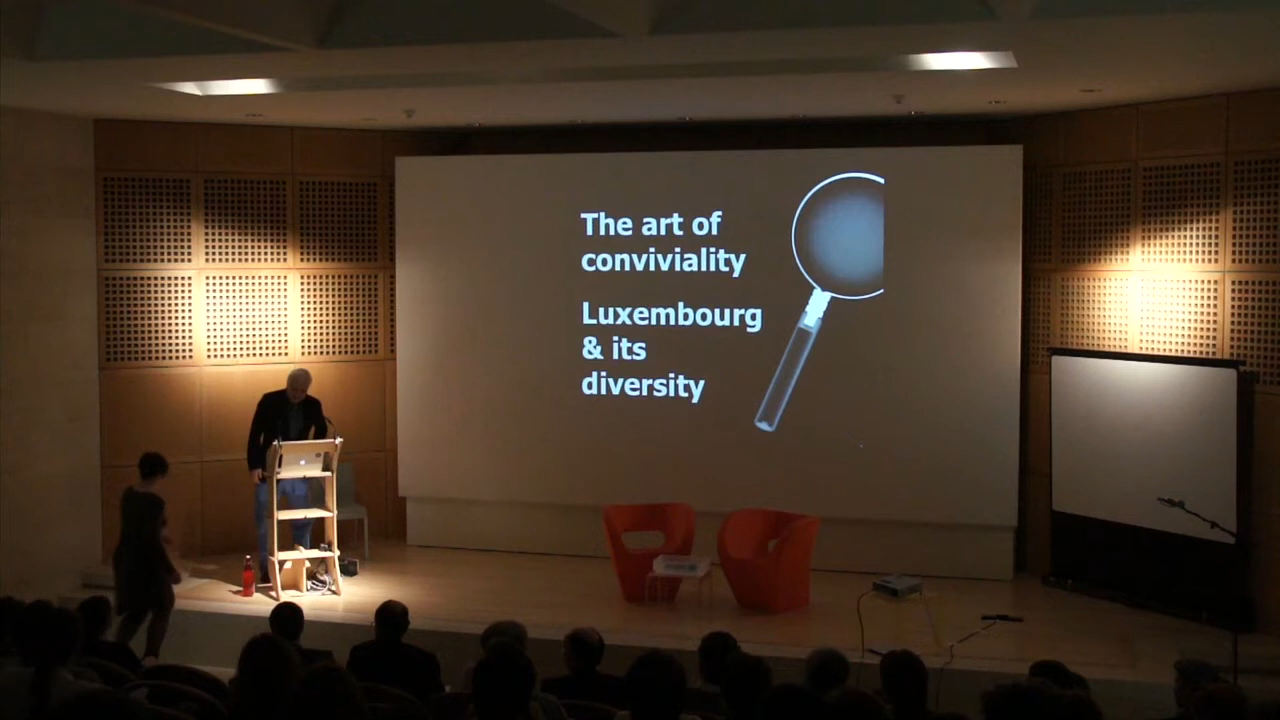 The art of
conviviality
Luxembourg
& its
diversity